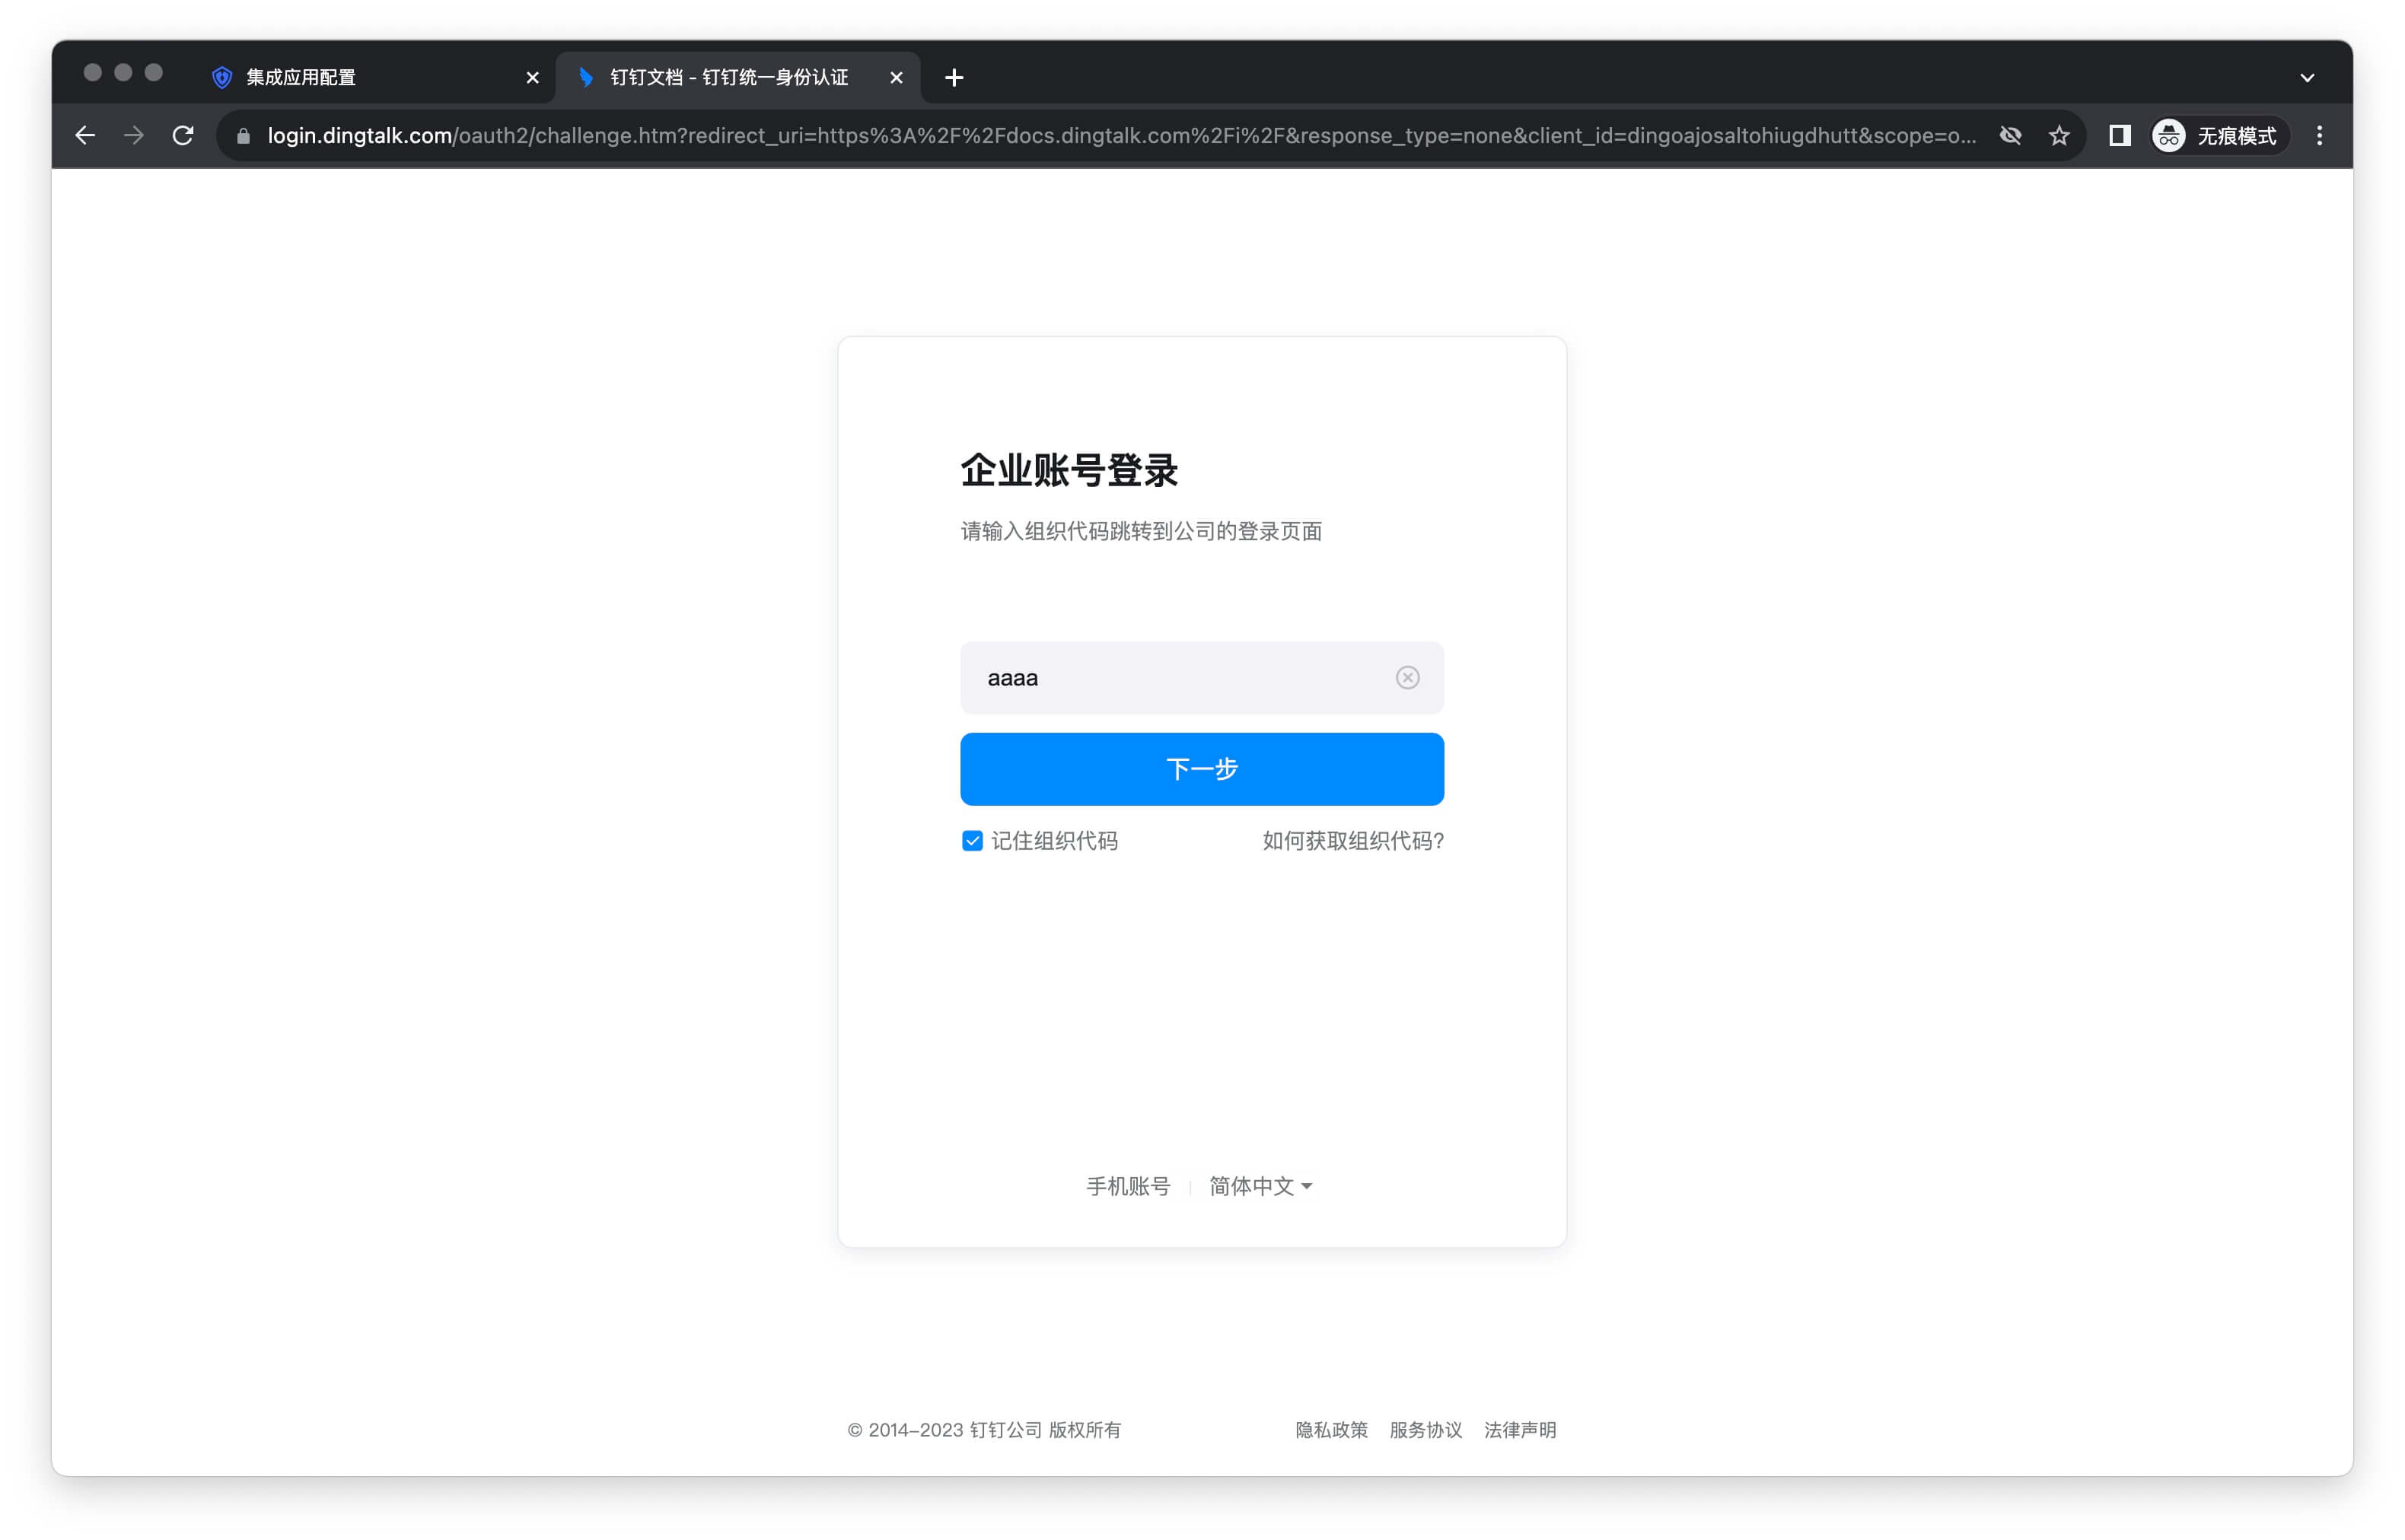 集成应用配置
钉钉文档 - 钉钉统一身份认证
login.dingtalk.com/oauth2/challenge.htm?redirect_uri=https%3A%2F%2Fdocs.dingtalk.com%2Fi%2F&response_type=none&client_id=dingoajosaltohiugdhutt&scope=o...
无痕模式
企业账号登录
请输入组织代码跳转到公司的登录页面
aaaa
下一步
记住组织代码
如何获取组织代码?
手机账号
简体中文
© 2014-2023 钉钉公司 版权所有
隐私政策 服务协议 法律声明